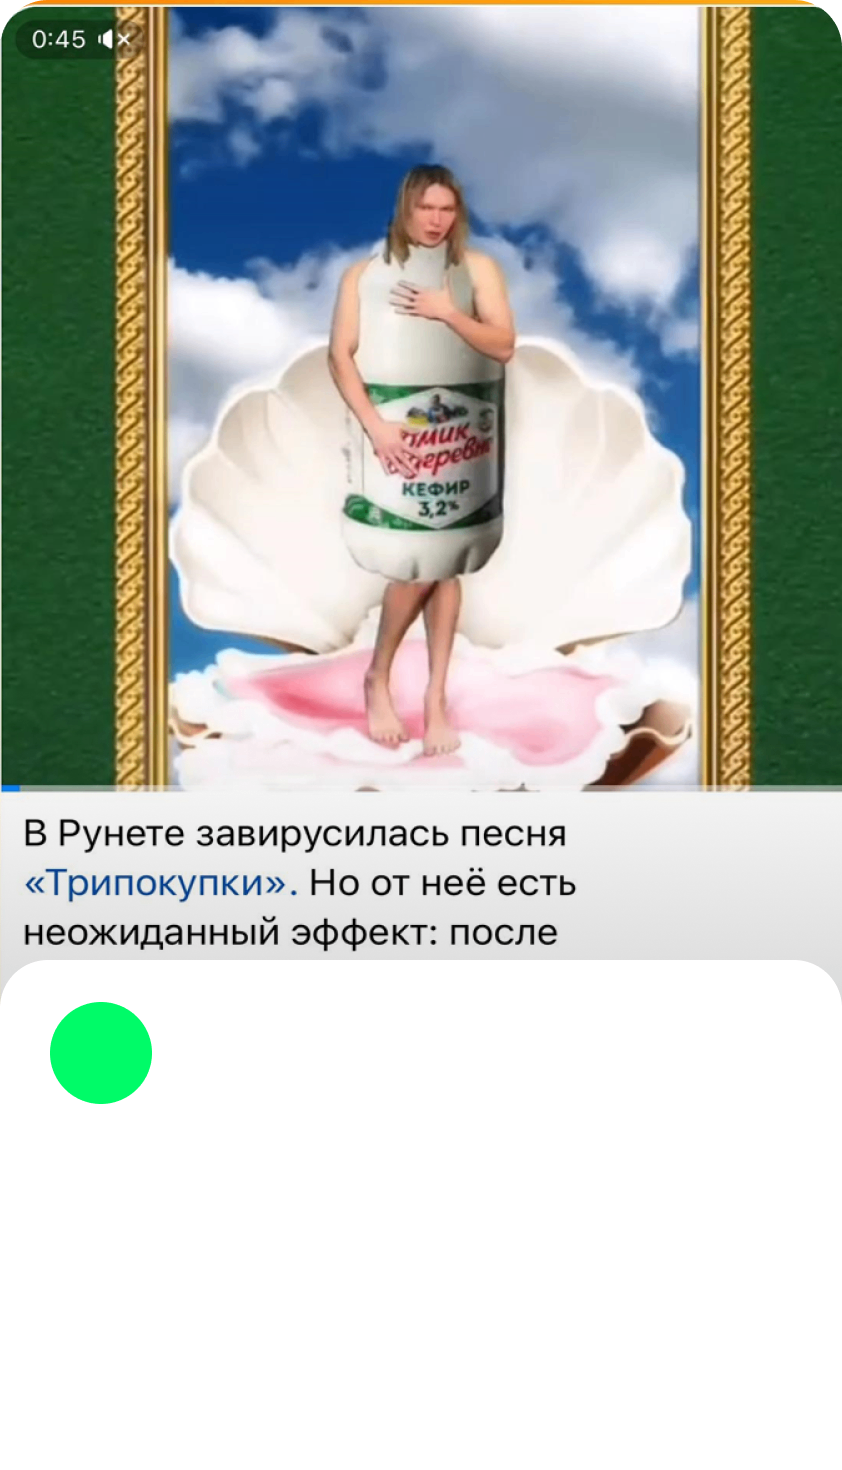 0:45
КЕФИР
3,2%
В Рунете завирусилась песня
«Трипокупки». Но от неё есть
неожиданный эффект: после